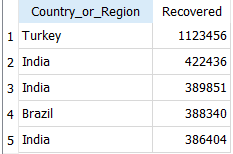 Country_or_Region Recovered
1 Turkey 1123456
2 India 422436
3 India 389851
4 Brazil 388340
5 India 386404